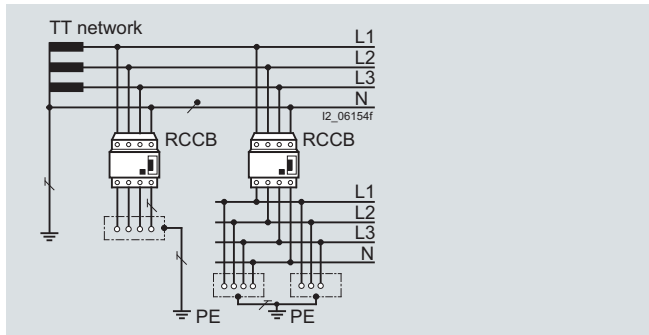 TT network
L1
L2
L3
N
I2_06154f
RCCB
RCCB
L1
L2
L3
N
PE
PE